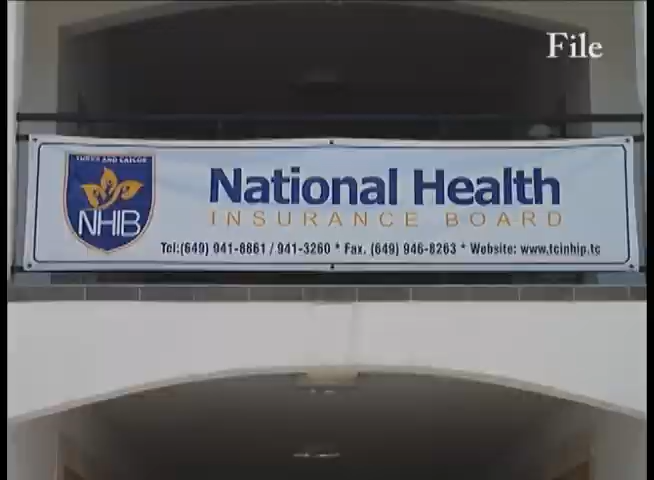 File
TURKS AND CAICOS
NHIB
National Health
INSURANCE BOARD
Tel:(649) 941-8861 / 941-3260 * Fax. (649) 946-8263 * Website: www.tcinhip.tc